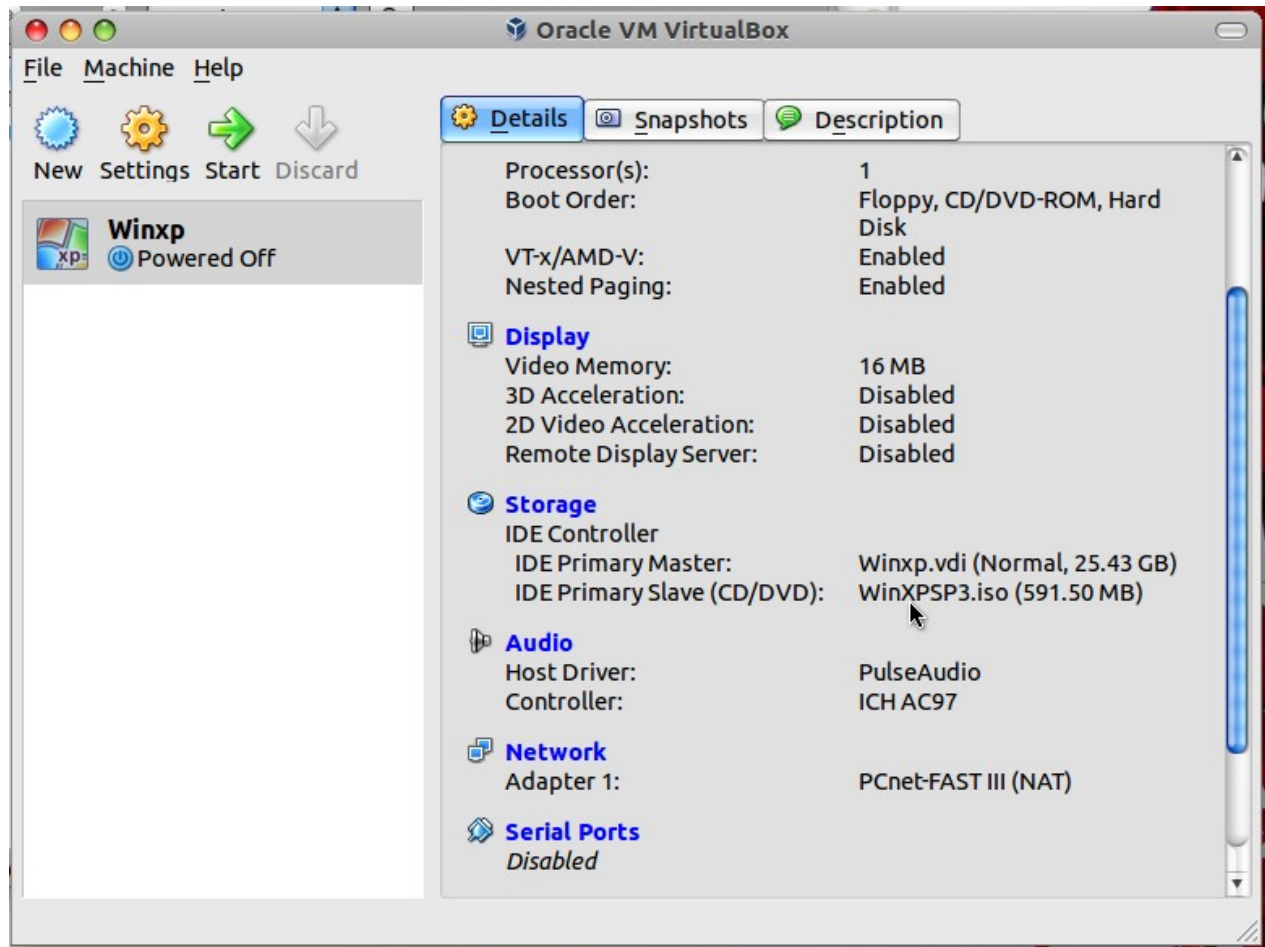 Oracle VM VirtualBox
File Machine Help
New Settings Start Discard
Details Snapshots Description
Winxp
Powered Off
xp
Processor(s): 1
Boot Order: Floppy, CD/DVD-ROM, Hard
Disk
VT-x/AMD-V: Enabled
Nested Paging: Enabled
Display
Video Memory: 16 MB
3D Acceleration: Disabled
2D Video Acceleration: Disabled
Remote Display Server: Disabled
Storage
IDE Controller
IDE Primary Master: Winxp.vdi (Normal, 25.43 GB)
IDE Primary Slave (CD/DVD): WinXPSP3.iso (591.50 MB)
Audio
Host Driver: PulseAudio
Controller: ICH AC97
Network
Adapter 1: PCnet-FAST III (NAT)
Serial Ports
Disabled